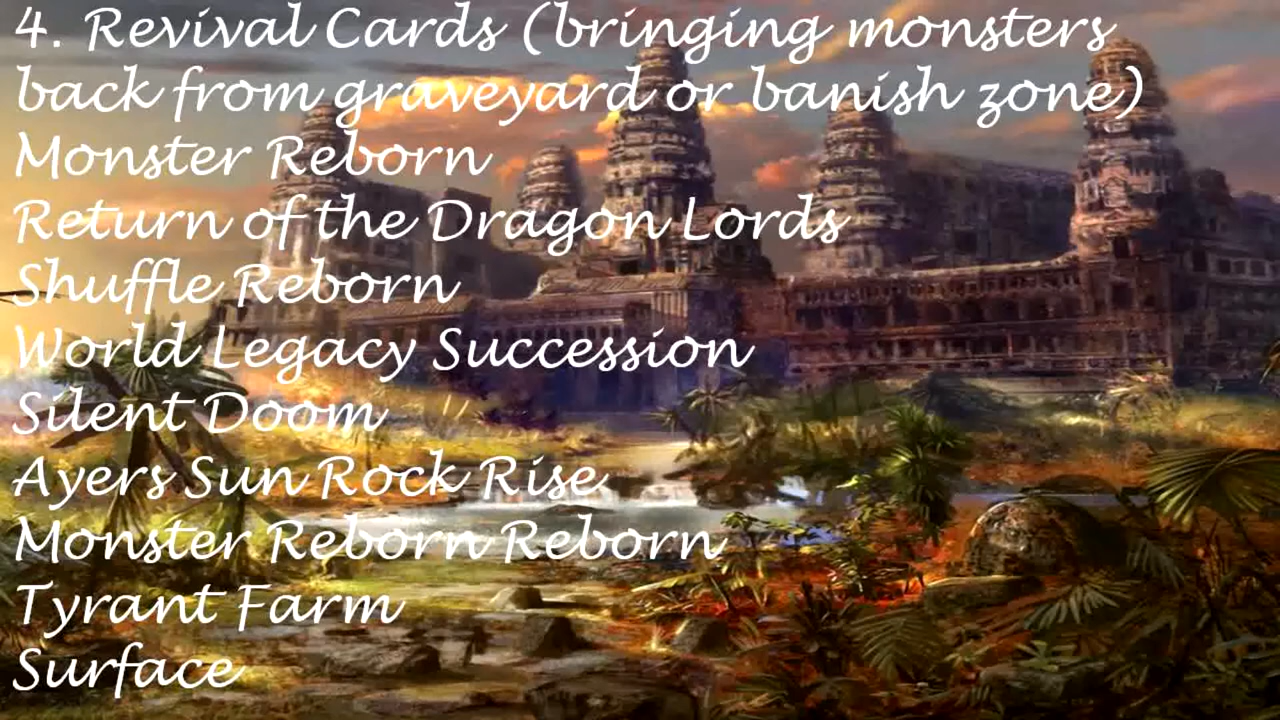 4. Revival Cards (bringing monsters
back from graveyard or banish zone)
Monster Reborn
Return of the Dragon Lords
Shuffle Reborn
World Legacy Succession
Silent Doom
Ayers Sun Rock Rise
Monster Reborn Reborn
Tyrant Farm
Surface